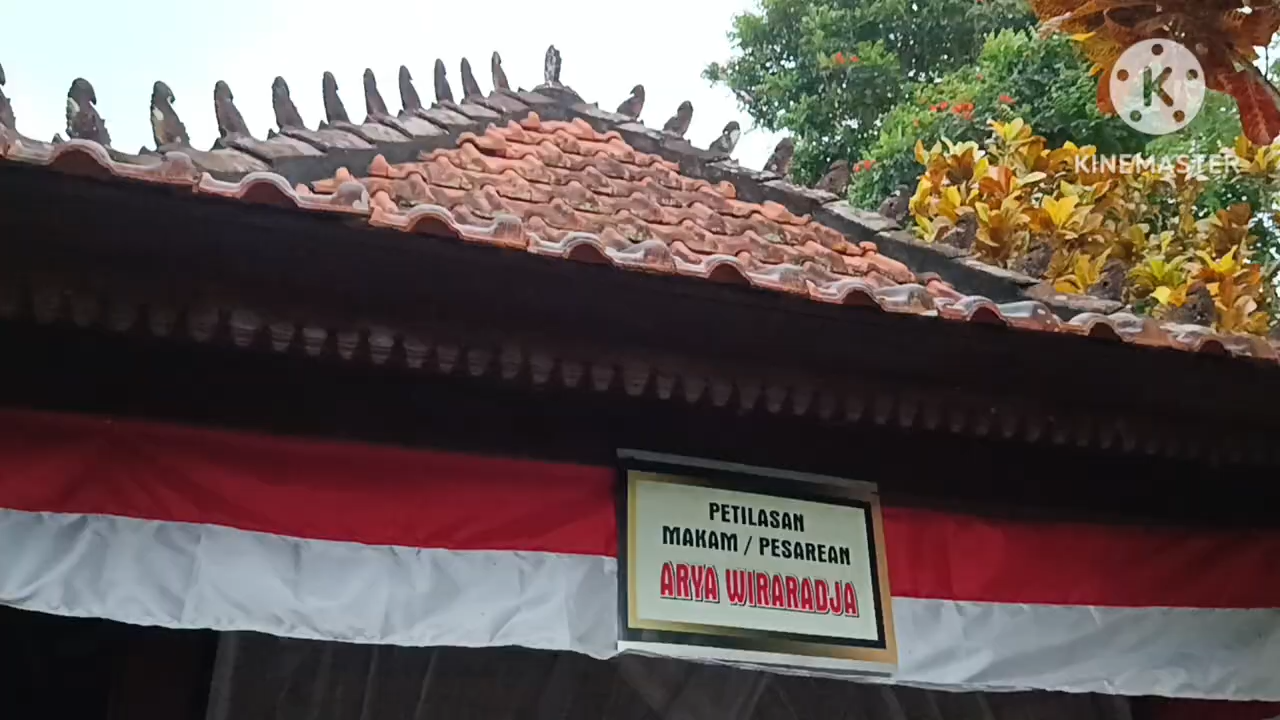 K
KINEMASTER
PETILASAN
MAKAM / PESAREAN
ARYA WIRARADJA